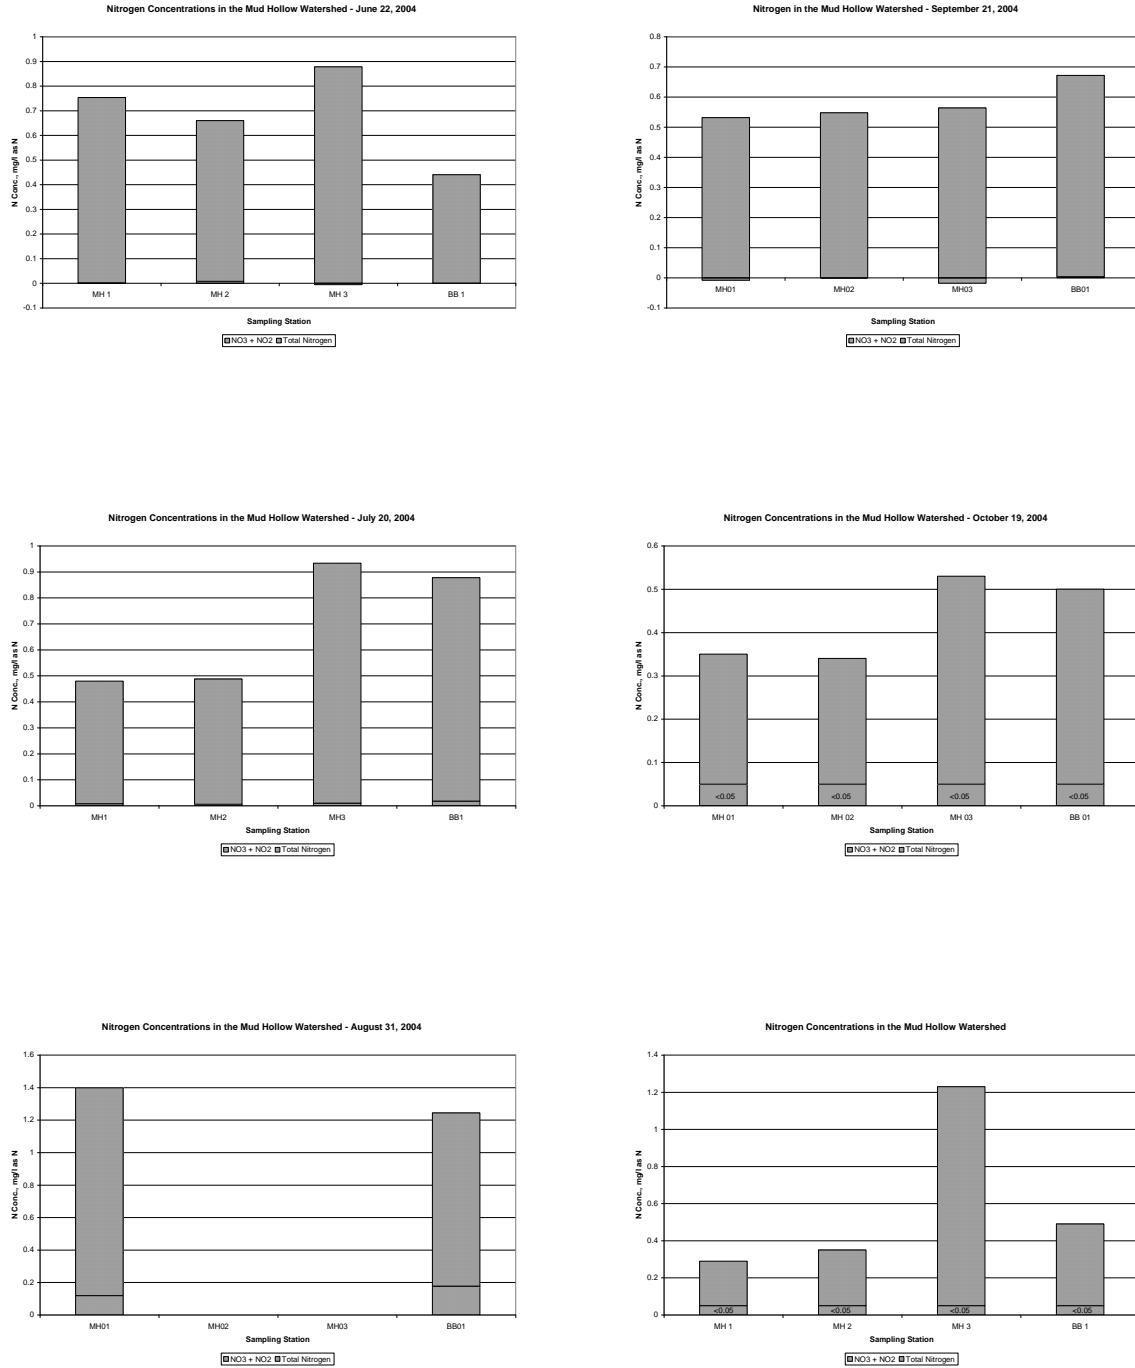 Nitrogen Concentrations in the Mud Hollow Watershed - June 22, 2004
1
0.9
0.8
0.7
0.6
0.5
0.4
0.3
0.2
0.1
0
-0.1
N Conc., mg/l as N
MH 1 MH 2 MH 3 BB 1
Sampling Station
NO3 + NO2 Total Nitrogen
Nitrogen in the Mud Hollow Watershed - September 21, 2004
0.8
0.7
0.6
0.5
0.4
0.3
0.2
0.1
0
-0.1
N Conc., mg/l as N
MH01 MH02 MH03 BB01
Sampling Station
NO3 + NO2 Total Nitrogen
Nitrogen Concentrations in the Mud Hollow Watershed - July 20, 2004
1
0.9
0.8
0.7
0.6
0.5
0.4
0.3
0.2
0.1
0
N Conc., mg/l as N
MH1 MH2 MH3 BB1
Sampling Station
NO3 + NO2 Total Nitrogen
Nitrogen Concentrations in the Mud Hollow Watershed - October 19, 2004
0.6
0.5
0.4
0.3
0.2
0.1
0
N Conc., mg/l as N
<0.05 <0.05 <0.05 <0.05
MH 01 MH 02 MH 03 BB 01
Sampling Station
NO3 + NO2 Total Nitrogen
Nitrogen Concentrations in the Mud Hollow Watershed - August 31, 2004
1.6
1.4
1.2
1
0.8
0.6
0.4
0.2
0
N Conc., mg/l as N
MH01 MH02 MH03 BB01
Sampling Station
NO3 + NO2 Total Nitrogen
Nitrogen Concentrations in the Mud Hollow Watershed
1.4
1.2
1
0.8
0.6
0.4
0.2
0
N Conc., mg/l as N
<0.05 <0.05 <0.05 <0.05
MH 1 MH 2 MH 3 BB 1
Sampling Station
NO3 + NO2 Total Nitrogen